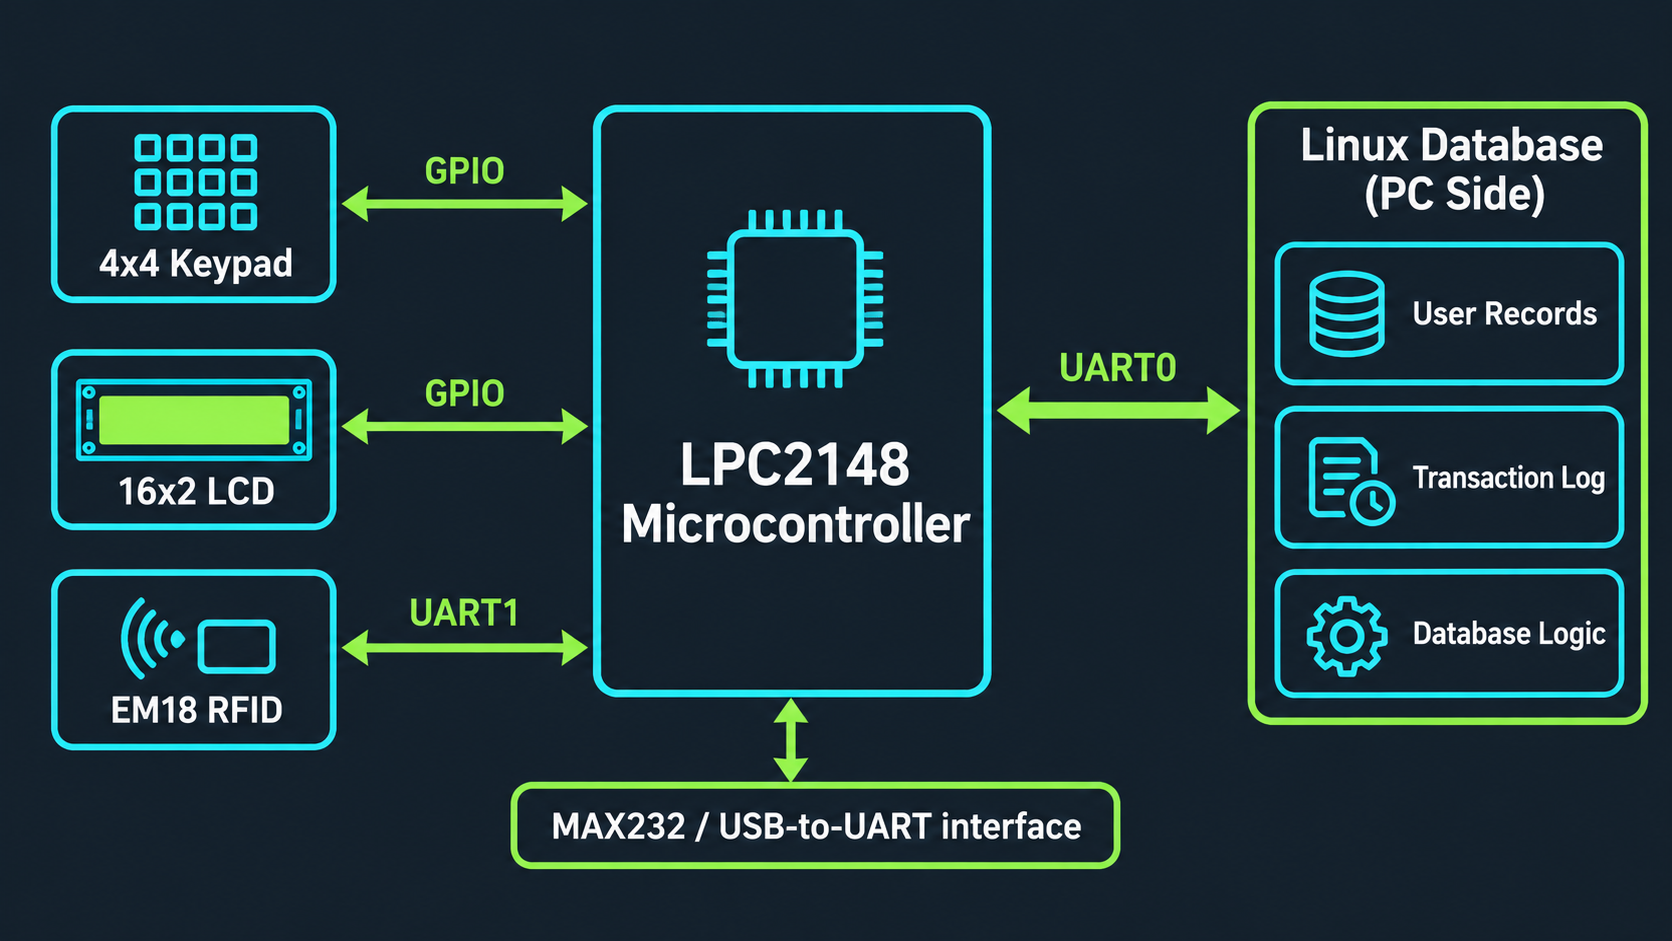 GPIO
4x4 Keypad
GPIO
16x2 LCD
UART1
EM18 RFID
LPC2148
Microcontroller
UART0
Linux Database
(PC Side)
User Records
Transaction Log
Database Logic
MAX232 / USB-to-UART interface